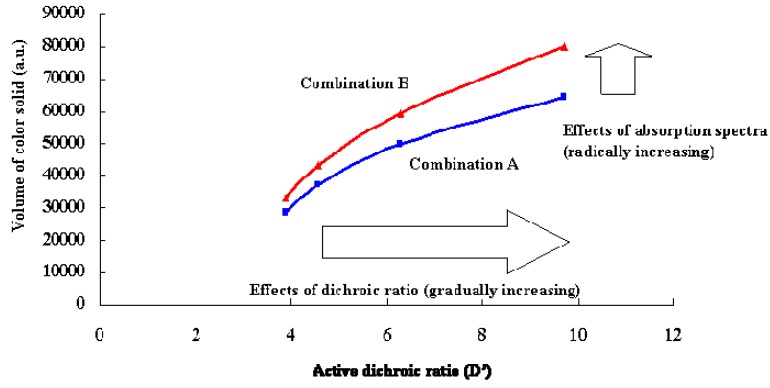 90000
80000
70000
60000
50000
40000
30000
20000
10000
0
Volume of color solid (a.u.)
Combination B
Combination A
Effects of absorption spectra
(radically increasing)
Effects of dichroic ratio (gradually increasing)
0 2 4 6 8 10 12
Active dichroic ratio (D')